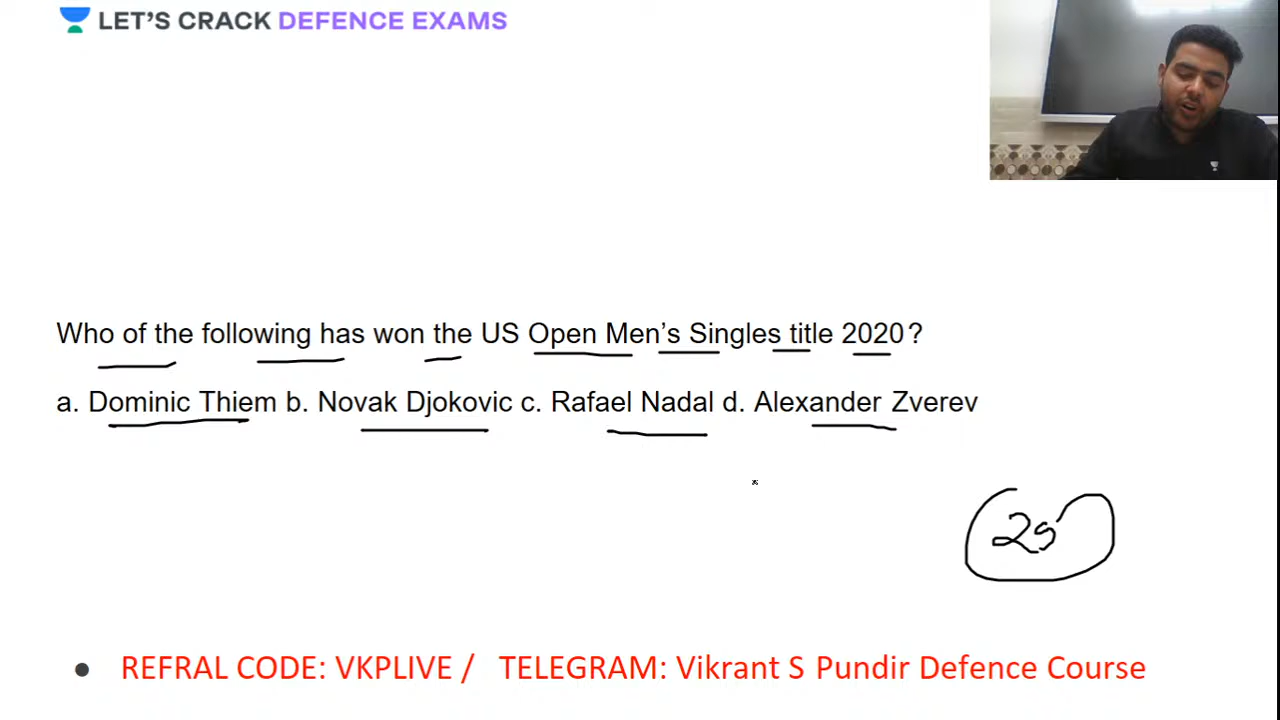 LET'S CRACK DEFENCE EXAMS
Who of the following has won the US Open Men's Singles title 2020?
a. Dominic Thiem b. Novak Djokovic c. Rafael Nadal d. Alexander Zverev
25
REFRAL CODE: VKPLIVE / TELEGRAM: Vikrant S Pundir Defence Course